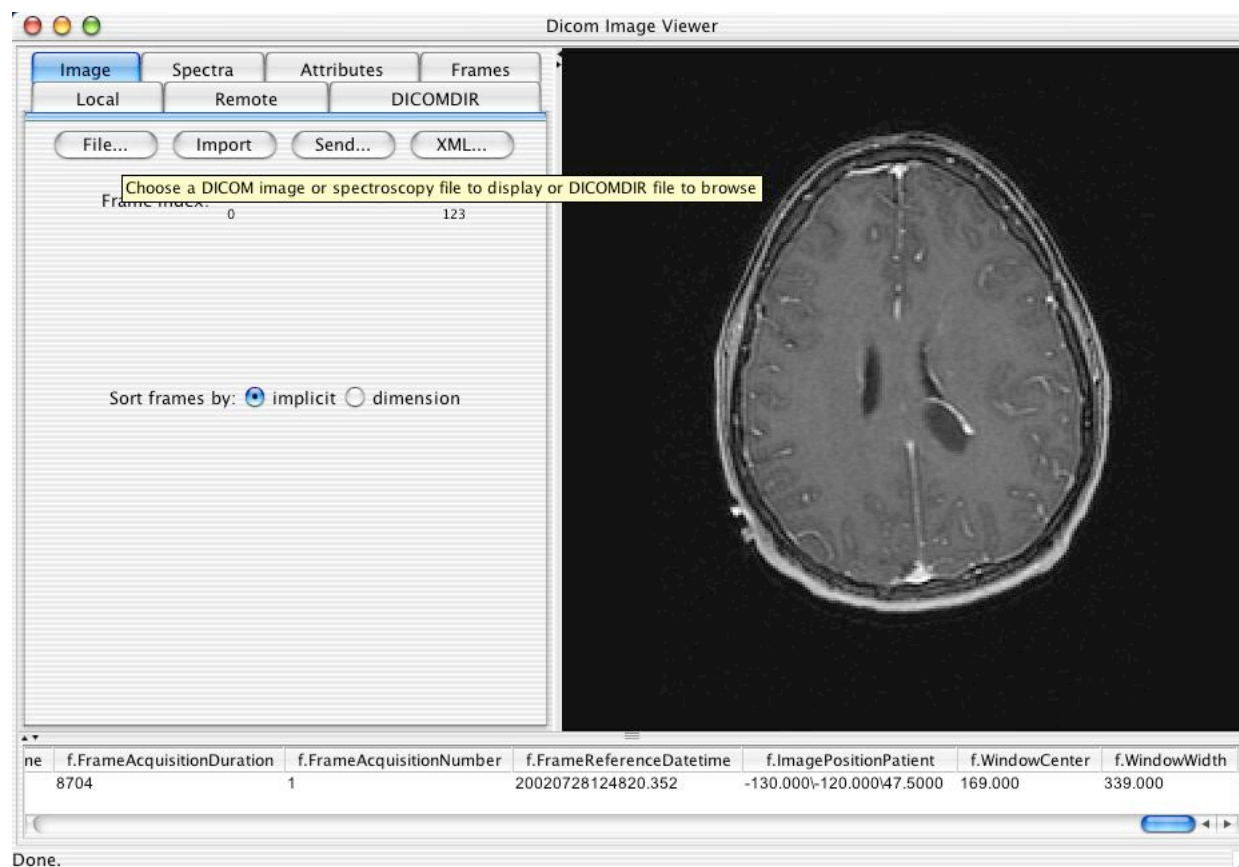 Dicom Image Viewer
Image Spectra Attributes Frames
Local Remote DICOMDIR
File... Import Send... XML...
Choose a DICOM image or spectroscopy file to display or DICOMDIR file to browse
Frame index:
0 123
Sort frames by: implicit dimension
ne f.FrameAcquisitionDuration f.FrameAcquisitionNumber f.FrameReferenceDatetime f.ImagePositionPatient f.WindowCenter f.WindowWidth
8704 1 20020728124820.352 -130.000\-120.000\47.5000 169.000 339.000
Done.